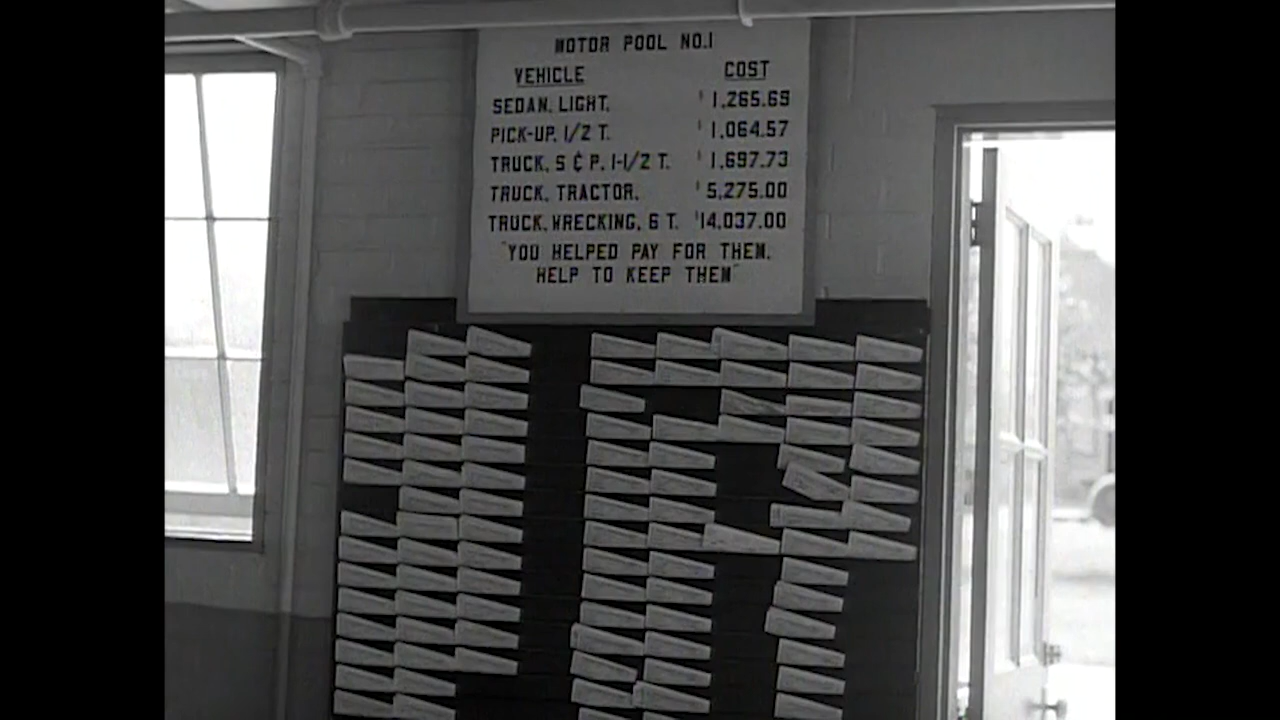 MOTOR POOL NO.1
VEHICLE COST
SEDAN, LIGHT, $1,265.69
PICK-UP, 1/2 T. $1,064.57
TRUCK, S & P, 1-1/2 T. $1,697.73
TRUCK, TRACTOR, $5,275.00
TRUCK, WRECKING, 6 T. $14,037.00
"YOU HELPED PAY FOR THEM,
HELP TO KEEP THEM"